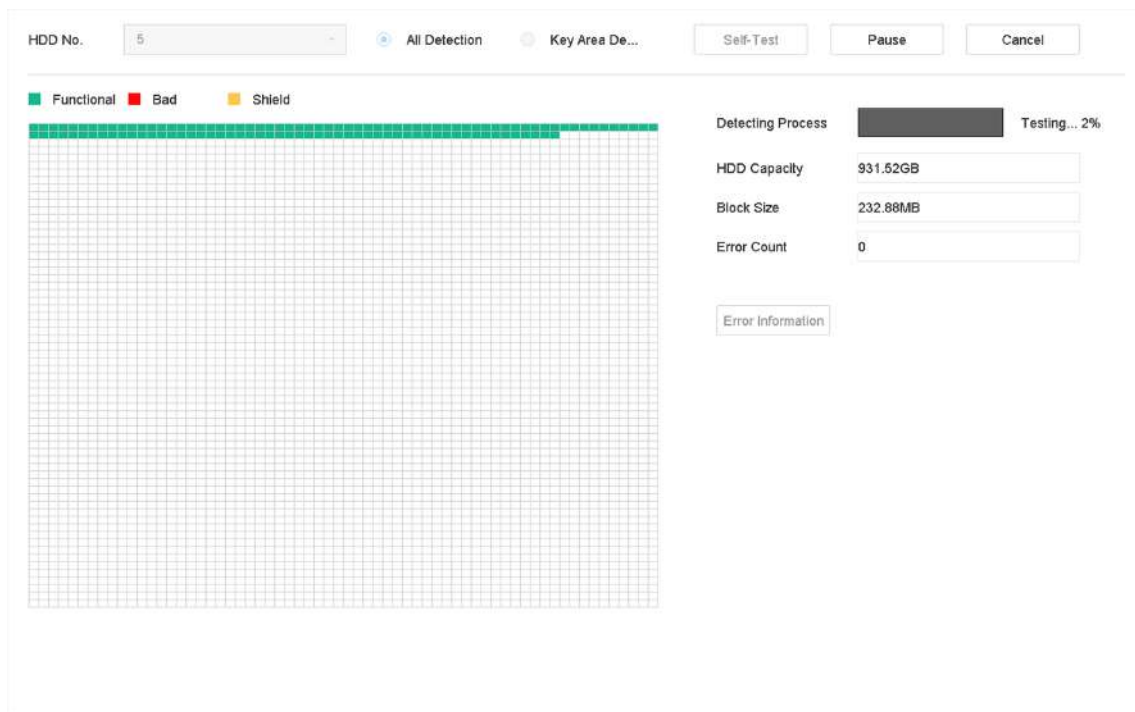 HDD No. 5 All Detection Key Area De... Self-Test Pause Cancel
Functional Bad Shield
Detecting Process Testing... 2%
HDD Capacity 931.52GB
Block Size 232.88MB
Error Count 0
Error Information